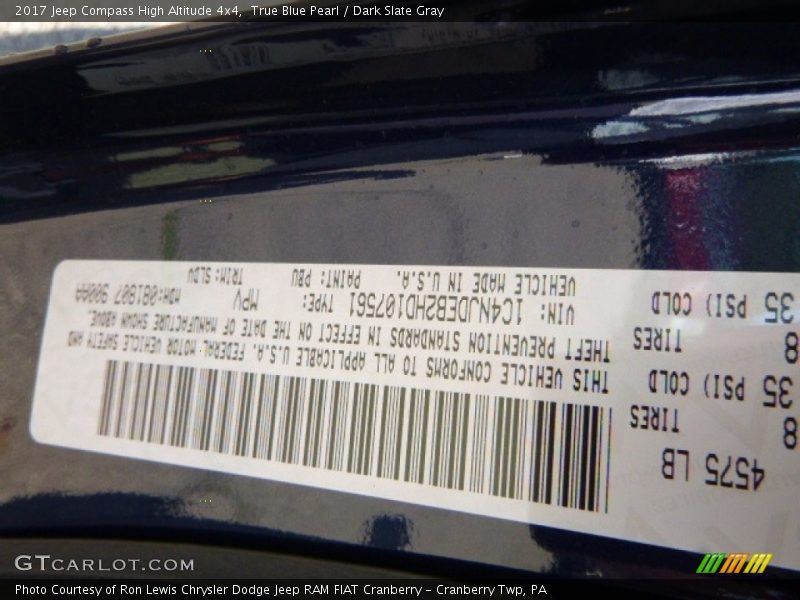 2017 Jeep Compass High Altitude 4x4,  True Blue Pearl / Dark Slate Gray
4575 LB
8
TIRES
35 PSI) COLD
8
TIRES
35 PSI) COLD
THIS VEHICLE CONFORMS TO ALL APPLICABLE U.S.A. FEDERAL MOTOR VEHICLE SAFETY AND
THEFT PREVENTION STANDARDS IN EFFECT ON THE DATE OF MANUFACTURE SHOWN ABOVE.
VIN: 1C4NJDEB2HD107561 TYPE: MPV MDH:081807 900AA
VEHICLE MADE IN U.S.A. PAINT: PBU TRIM: SLDV
GTCARLOT.COM
Photo Courtesy of Ron Lewis Chrysler Dodge Jeep RAM FIAT Cranberry – Cranberry Twp, PA